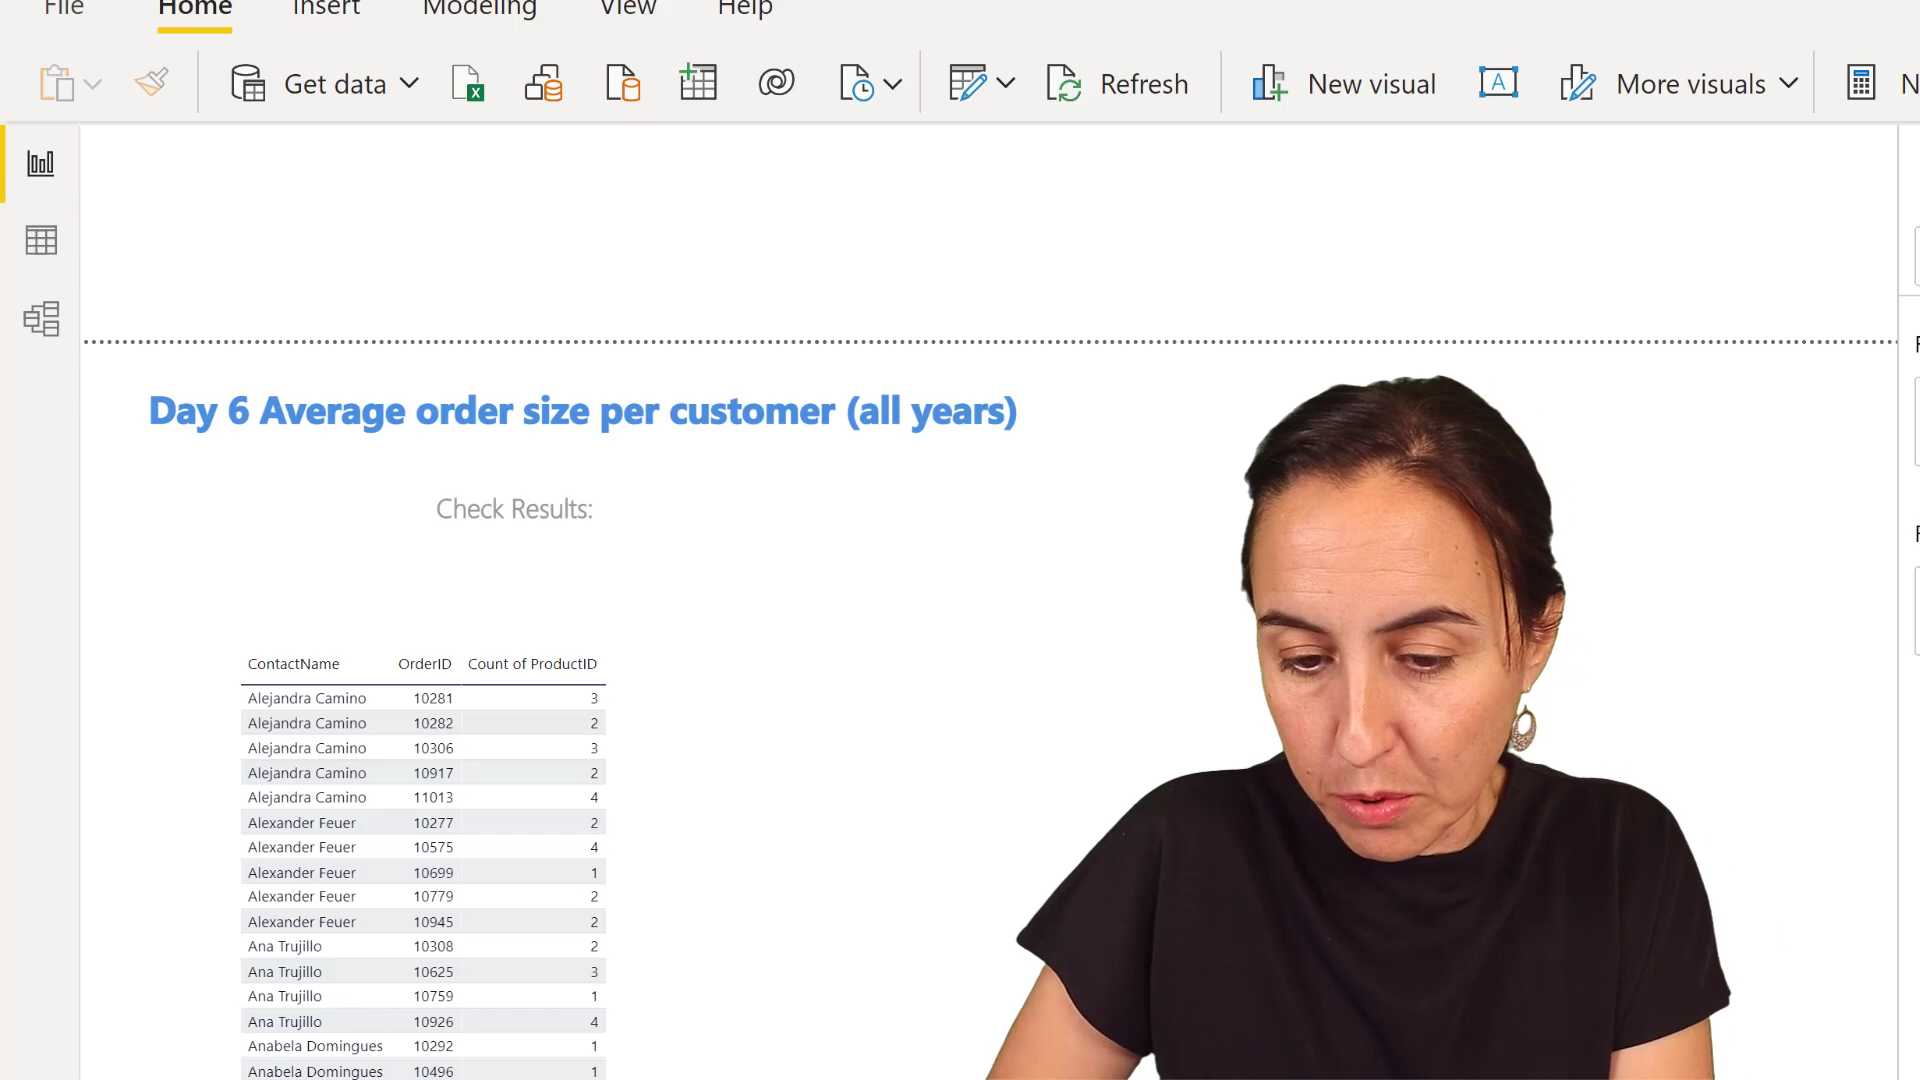 File Home Insert Modeling View Help
Get data Refresh New visual A More visuals
Day 6 Average order size per customer (all years)
Check Results:
ContactName OrderID Count of ProductID
Alejandra Camino 10281 3
Alejandra Camino 10282 2
Alejandra Camino 10306 3
Alejandra Camino 10917 2
Alejandra Camino 11013 4
Alexander Feuer 10277 2
Alexander Feuer 10575 4
Alexander Feuer 10699 1
Alexander Feuer 10779 2
Alexander Feuer 10945 2
Ana Trujillo 10308 2
Ana Trujillo 10625 3
Ana Trujillo 10759 1
Ana Trujillo 10926 4
Anabela Domingues 10292 1
Anabela Domingues 10496 1